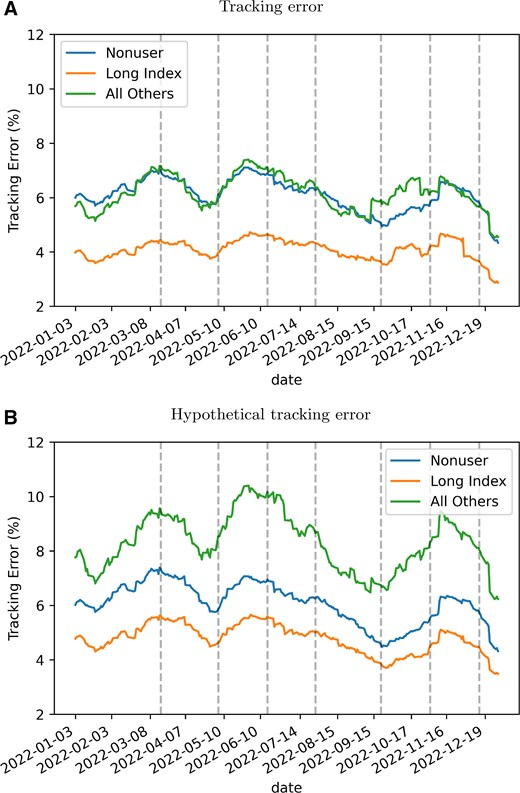 A
Tracking error
12
10
8
6
4
2
Tracking Error (%)
Nonuser
Long Index
All Others
2022-01-03
2022-02-03
2022-03-08
2022-04-07
2022-05-10
2022-06-10
2022-07-14
2022-08-15
2022-09-15
2022-10-17
2022-11-16
2022-12-19
date
B
Hypothetical tracking error
12
10
8
6
4
2
Tracking Error (%)
Nonuser
Long Index
All Others
2022-01-03
2022-02-03
2022-03-08
2022-04-07
2022-05-10
2022-06-10
2022-07-14
2022-08-15
2022-09-15
2022-10-17
2022-11-16
2022-12-19
date